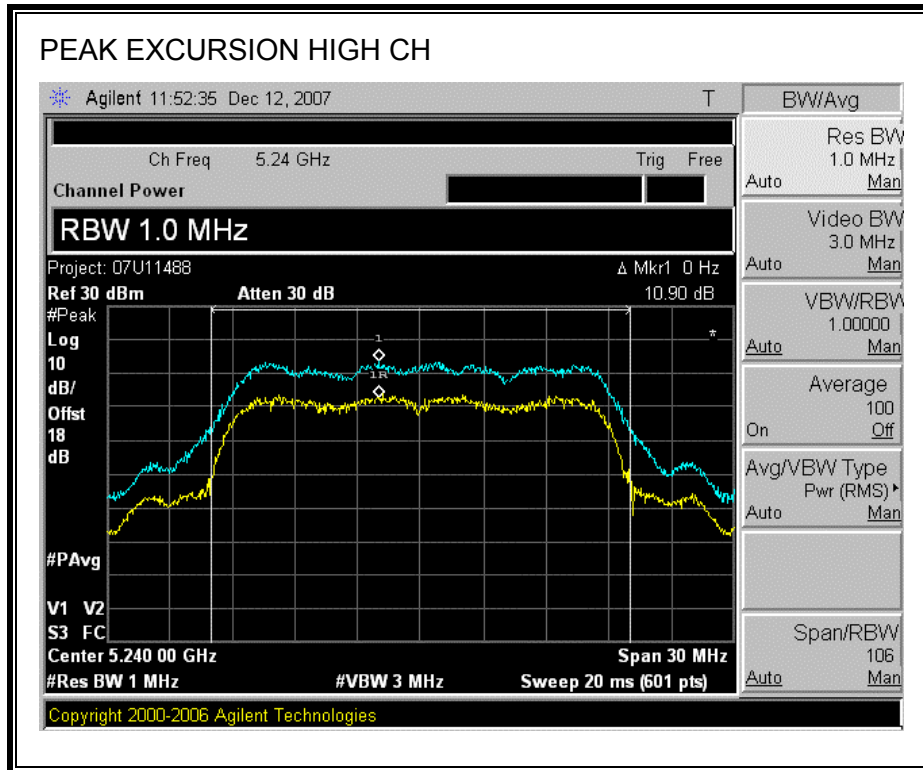 PEAK EXCURSION HIGH CH
Agilent 11:52:35 Dec 12, 2007 T
BW/Avg
Ch Freq 5.24 GHz Trig Free
Channel Power
RBW 1.0 MHz
Project: 07U11488 Δ Mkr1 0 Hz
Ref 30 dBm Atten 30 dB 10.90 dB
#Peak
Log
10
dB/
Offst
18
dB
1
1R
*
#PAvg
V1 V2
S3 FC
Center 5.240 00 GHz Span 30 MHz
#Res BW 1 MHz #VBW 3 MHz Sweep 20 ms (601 pts)
Copyright 2000-2006 Agilent Technologies
Res BW
1.0 MHz
Auto Man
Video BW
3.0 MHz
Auto Man
VBW/RBW
1.00000
Auto Man
Average
100
On Off
Avg/VBW Type
Pwr (RMS)
Auto Man
Span/RBW
106
Auto Man